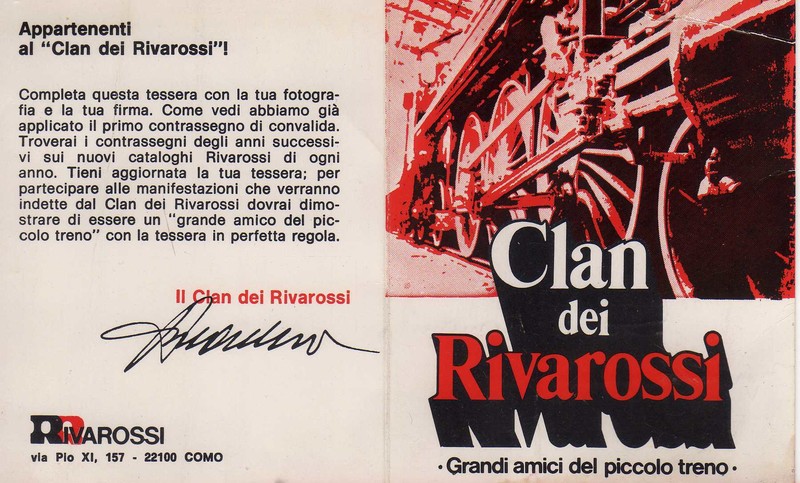 Appartenenti
al "Clan dei Rivarossi"!
Completa questa tessera con la tua fotogra-
fia e la tua firma. Come vedi abbiamo già
applicato il primo contrassegno di convalida.
Troverai i contrassegni degli anni successi-
vi sui nuovi cataloghi Rivarossi di ogni
anno. Tieni aggiornata la tua tessera; per
partecipare alle manifestazioni che verranno
indette dal Clan dei Rivarossi dovrai dimo-
strare di essere un "grande amico del pic-
colo treno" con la tessera in perfetta regola.
Il Clan dei Rivarossi
RIVAROSSI
via Pio XI, 157 - 22100 COMO
Clan
dei
Rivarossi
· Grandi amici del piccolo treno ·